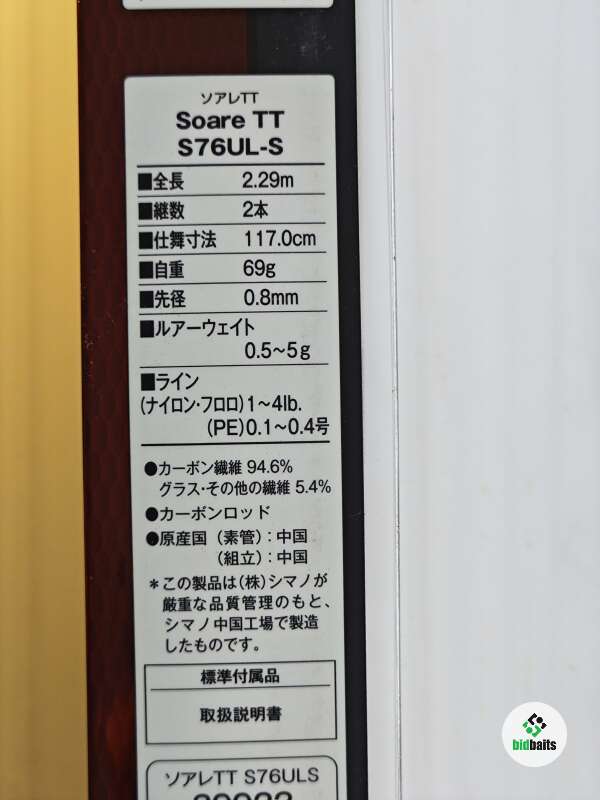 ソアレTT
Soare TT
S76UL-S
■全長 2.29m
■継数 2本
■仕舞寸法 117.0cm
■自重 69g
■先径 0.8mm
■ルアーウェイト
0.5~5g
■ライン
(ナイロン・フロロ)1~4lb.
(PE)0.1~0.4号
●カーボン繊維 94.6%
グラス・その他の繊維 5.4%
●カーボンロッド
●原産国(素管):中国
(組立):中国
*この製品は(株)シマノが
厳重な品質管理のもと、
シマノ中国工場で製造
したものです。
標準付属品
取扱説明書
ソアレTT S76ULS
bidbaits